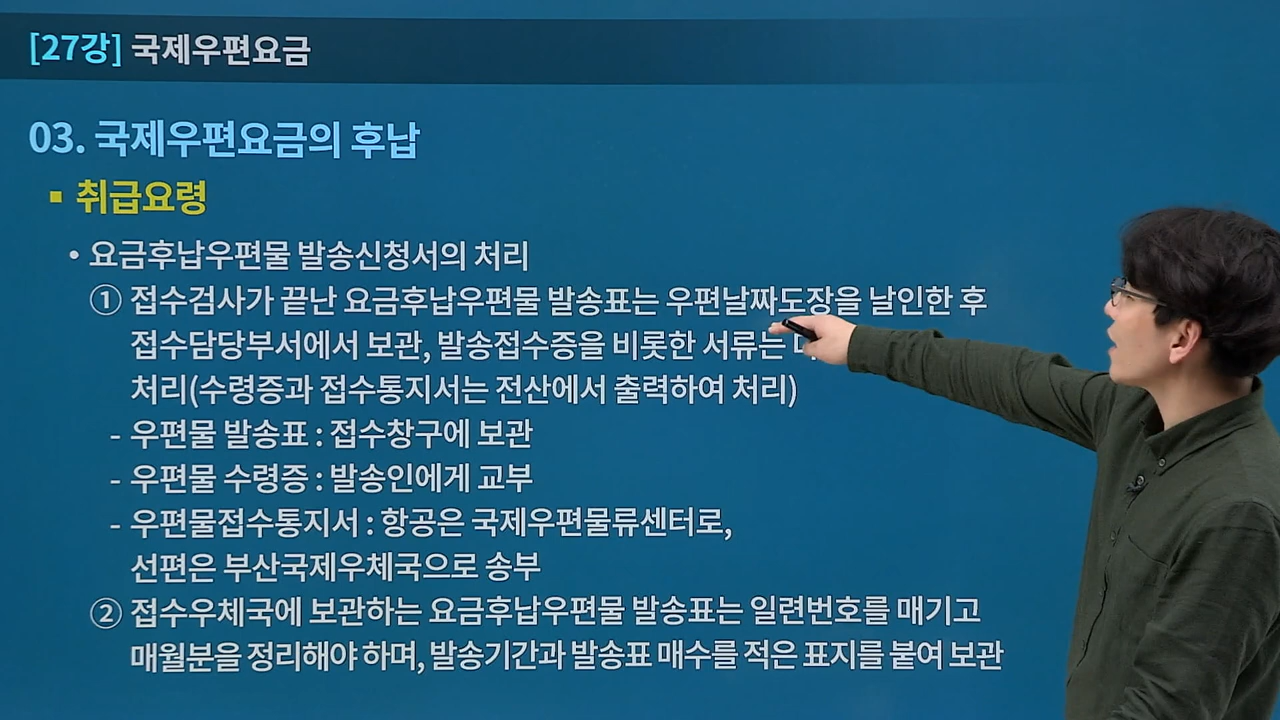 [27강] 국제우편요금
03. 국제우편요금의 후납
▪ 취급요령
• 요금후납우편물 발송신청서의 처리
① 접수검사가 끝난 요금후납우편물 발송표는 우편날짜도장을 날인한 후
접수담당부서에서 보관, 발송접수증을 비롯한 서류는
처리(수령증과 접수통지서는 전산에서 출력하여 처리)
- 우편물 발송표 : 접수창구에 보관
- 우편물 수령증 : 발송인에게 교부
- 우편물접수통지서 : 항공은 국제우편물류센터로,
선편은 부산국제우체국으로 송부
② 접수우체국에 보관하는 요금후납우편물 발송표는 일련번호를 매기고
매월분을 정리해야 하며, 발송기간과 발송표 매수를 적은 표지를 붙여 보관